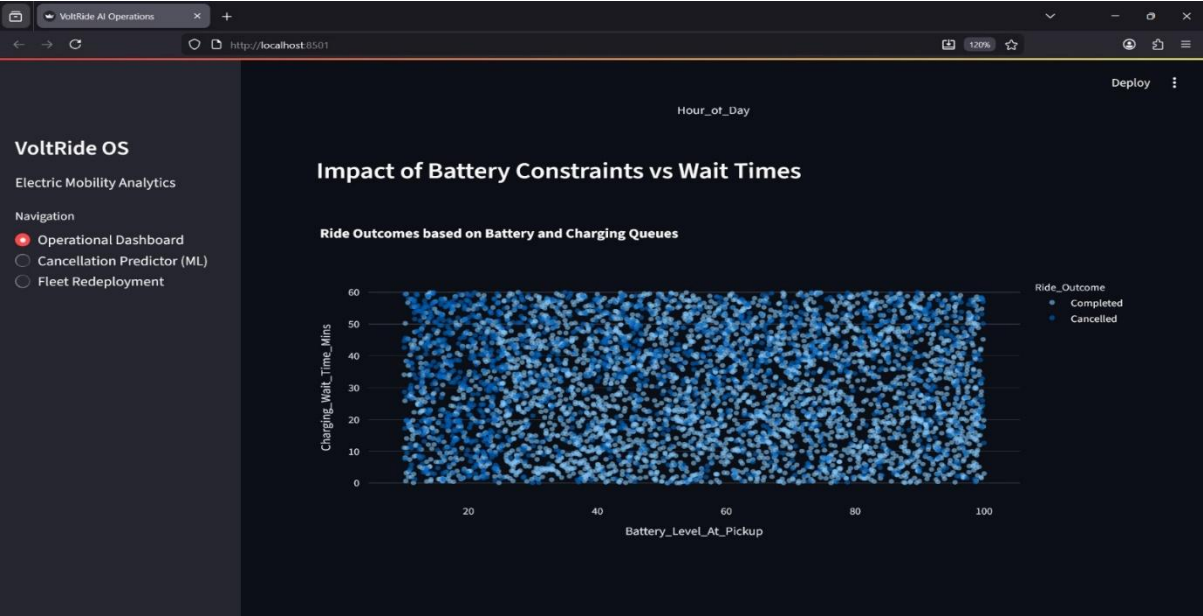 VoltRide AI Operations
http://localhost:8501
120%
Deploy
VoltRide OS
Electric Mobility Analytics
Navigation
Operational Dashboard
Cancellation Predictor (ML)
Fleet Redeployment
Hour_of_Day
Impact of Battery Constraints vs Wait Times
Ride Outcomes based on Battery and Charging Queues
Ride_Outcome
Completed
Cancelled
Charging_Wait_Time_Mins
60
50
40
30
20
10
0
20 40 60 80 100
Battery_Level_At_Pickup